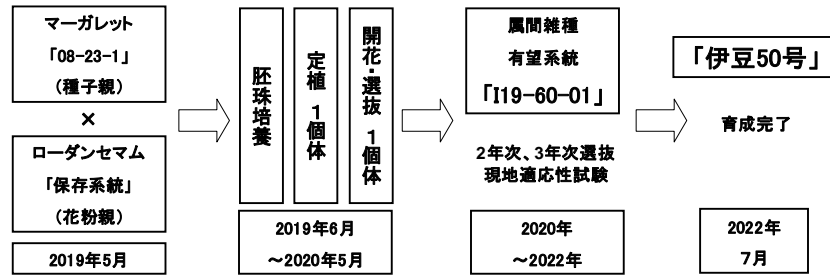 マーガレット
「08-23-1」
（種子親）
×
ローダンセマム
「保存系統」
（花粉親）
2019年5月
胚珠培養
定植 1個体
開花・選抜 1個体
2019年6月
～2020年5月
属間雑種
有望系統
「I19-60-01」
2年次、3年次選抜
現地適応性試験
2020年
～2022年
「伊豆50号」
育成完了
2022年
7月